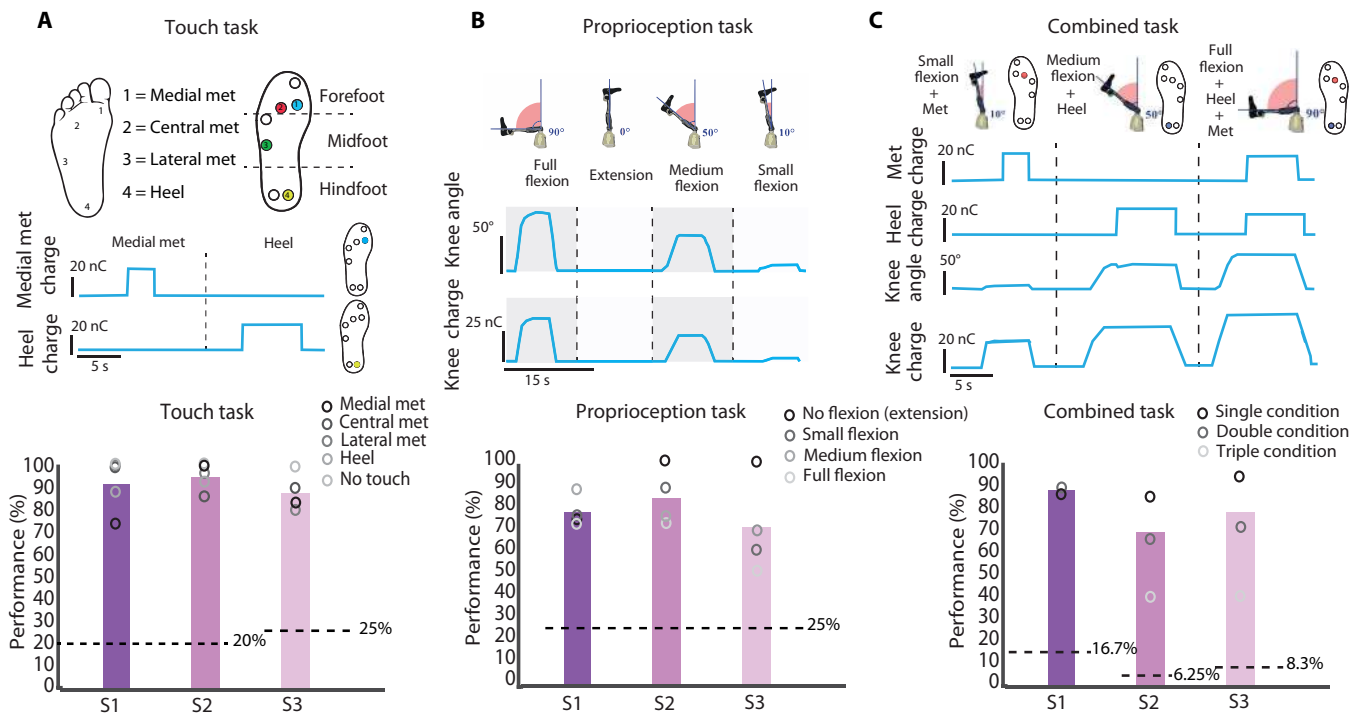 A
Touch task
1
2
3
4
1 = Medial met
2 = Central met
3 = Lateral met
4 = Heel
2
1
3
4
Forefoot
Midfoot
Hindfoot
Medial met
Heel
Medial met
charge
20 nC
Heel
charge
20 nC
5 s
Touch task
Medial met
Central met
Lateral met
Heel
No touch
Performance (%)
100
90
80
70
60
50
40
30
20
10
0
20%
25%
S1
S2
S3
B
Proprioception task
90°
0°
50°
10°
Full
flexion
Extension
Medium
flexion
Small
flexion
Knee angle
50°
Knee charge
25 nC
15 s
Proprioception task
No flexion (extension)
Small flexion
Medium flexion
Full flexion
Performance (%)
100
90
80
70
60
50
40
30
20
10
0
25%
S1
S2
S3
C
Combined task
Small
flexion
+
Met
10°
Medium
flexion
+
Heel
50°
Full
flexion
+
Heel
+
Met
90°
Met
charge
20 nC
Heel
charge
20 nC
Knee
angle
50°
Knee
charge
20 nC
5 s
Combined task
Single condition
Double condition
Triple condition
Performance (%)
100
90
80
70
60
50
40
30
20
10
0
16.7%
6.25%
8.3%
S1
S2
S3